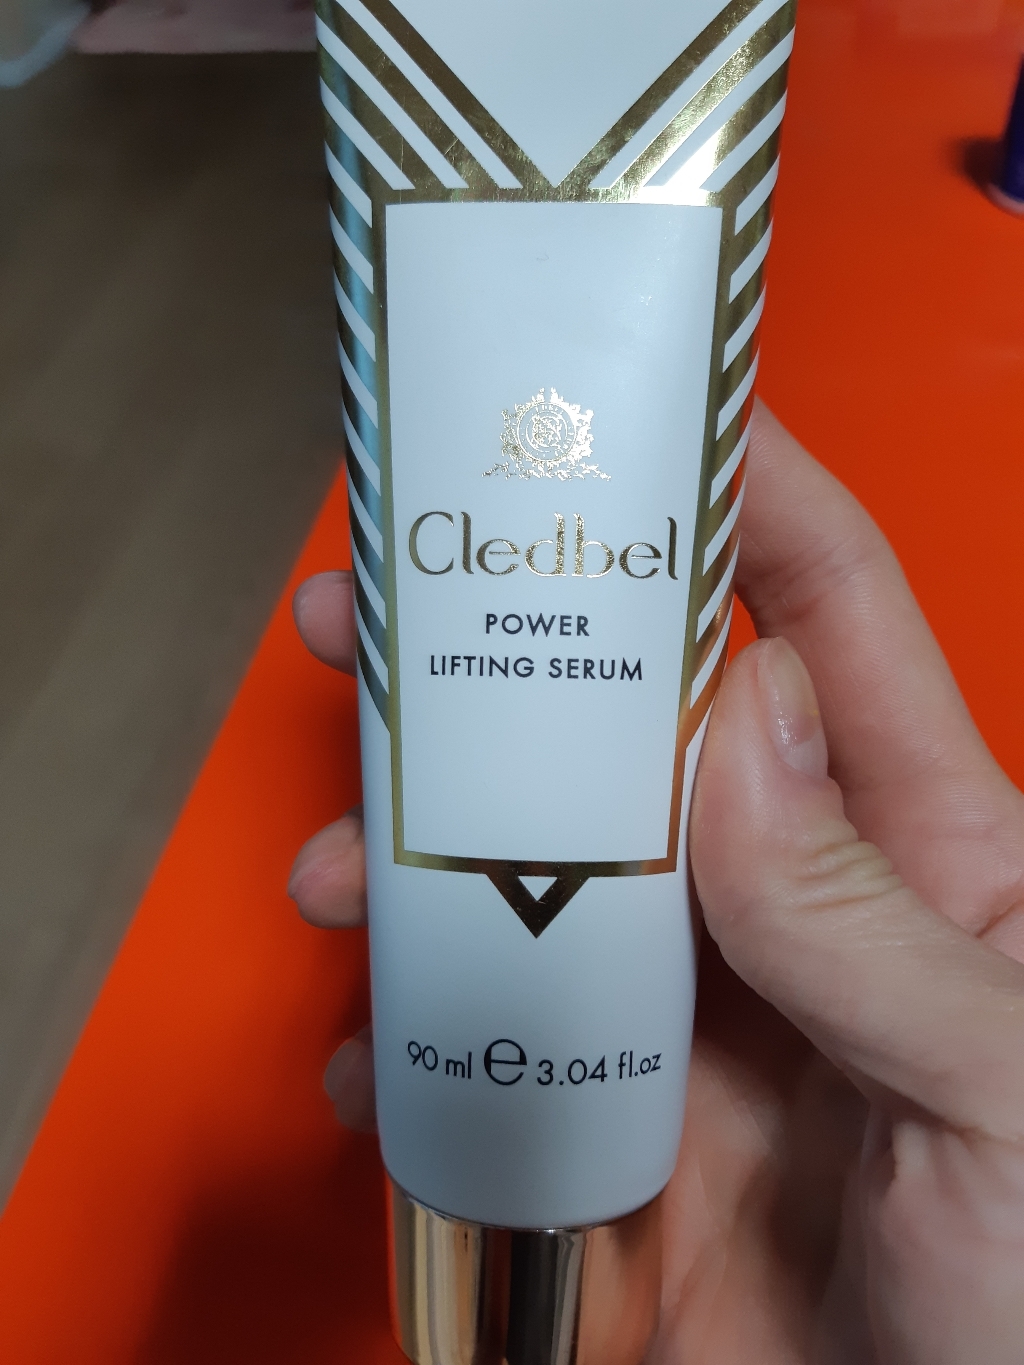 Cledbel
POWER
LIFTING SERUM
90 ml e 3.04 fl.oz